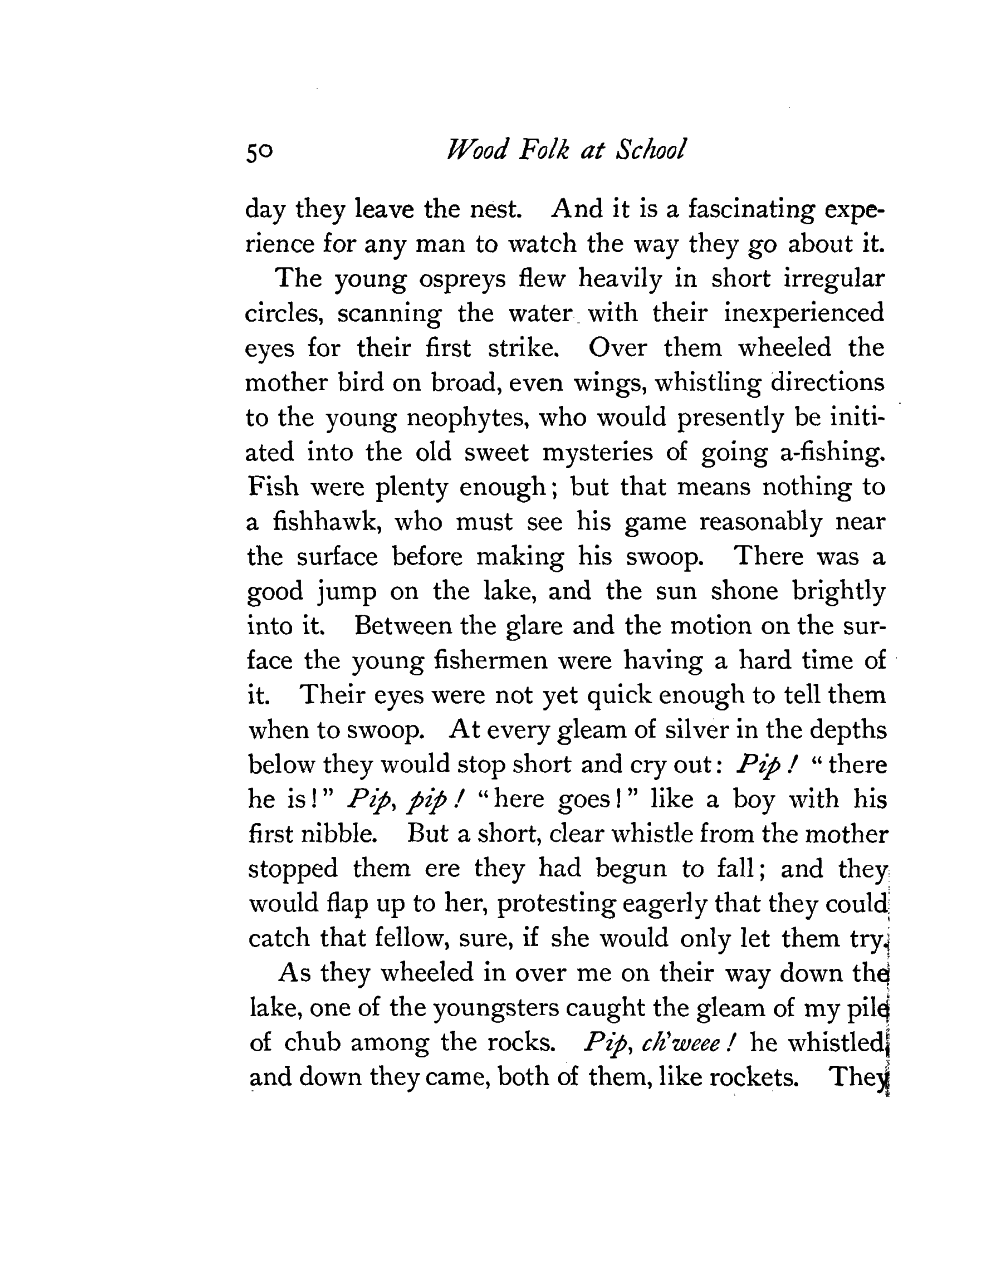 50 Wood Folk at School
day they leave the nest. And it is a fascinating expe-
rience for any man to watch the way they go about it.
The young ospreys flew heavily in short irregular
circles, scanning the water with their inexperienced
eyes for their first strike. Over them wheeled the
mother bird on broad, even wings, whistling directions
to the young neophytes, who would presently be initi-
ated into the old sweet mysteries of going a-fishing.
Fish were plenty enough; but that means nothing to
a fishhawk, who must see his game reasonably near
the surface before making his swoop. There was a
good jump on the lake, and the sun shone brightly
into it. Between the glare and the motion on the sur-
face the young fishermen were having a hard time of
it. Their eyes were not yet quick enough to tell them
when to swoop. At every gleam of silver in the depths
below they would stop short and cry out: Pip! "there
he is!" Pip, pip! "here goes!" like a boy with his
first nibble. But a short, clear whistle from the mother
stopped them ere they had begun to fall; and they
would flap up to her, protesting eagerly that they could
catch that fellow, sure, if she would only let them try.
As they wheeled in over me on their way down the
lake, one of the youngsters caught the gleam of my pile
of chub among the rocks. Pip, ch'weee! he whistled,
and down they came, both of them, like rockets. They